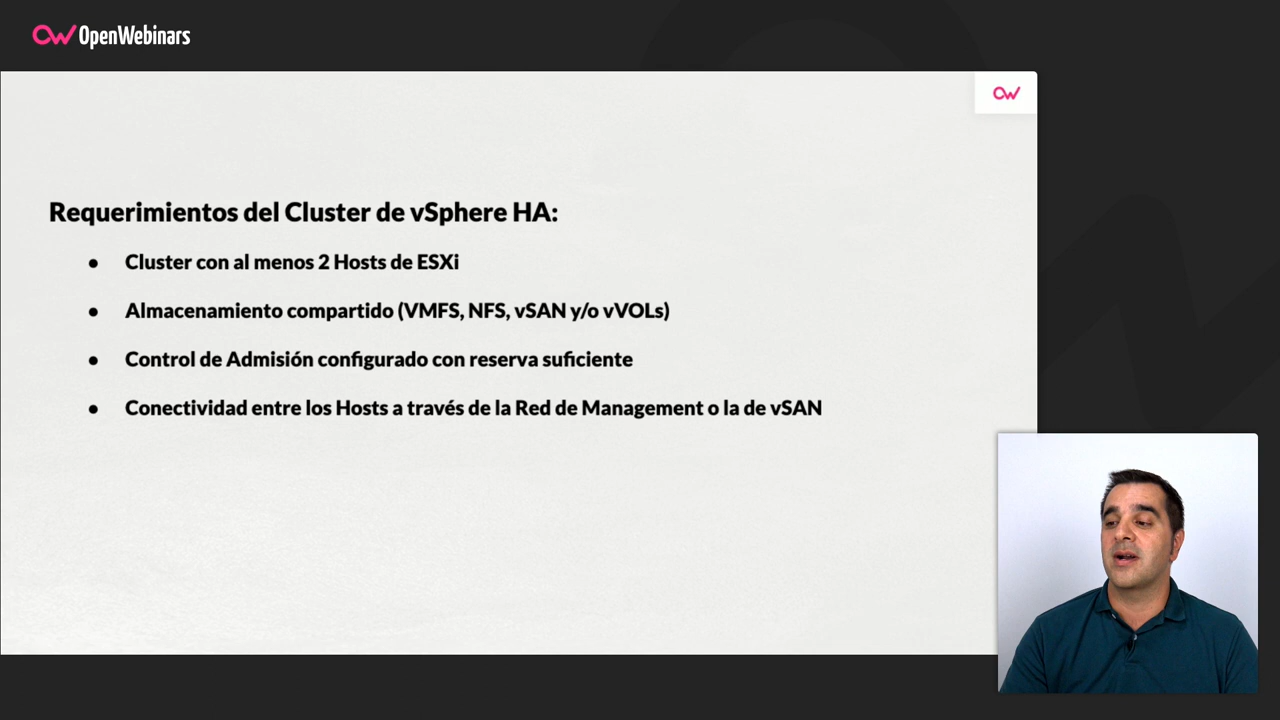 OpenWebinars
Requerimientos del Cluster de vSphere HA:
● Cluster con al menos 2 Hosts de ESXi
● Almacenamiento compartido (VMFS, NFS, vSAN y/o vVOLs)
● Control de Admisión configurado con reserva suficiente
● Conectividad entre los Hosts a través de la Red de Management o la de vSAN